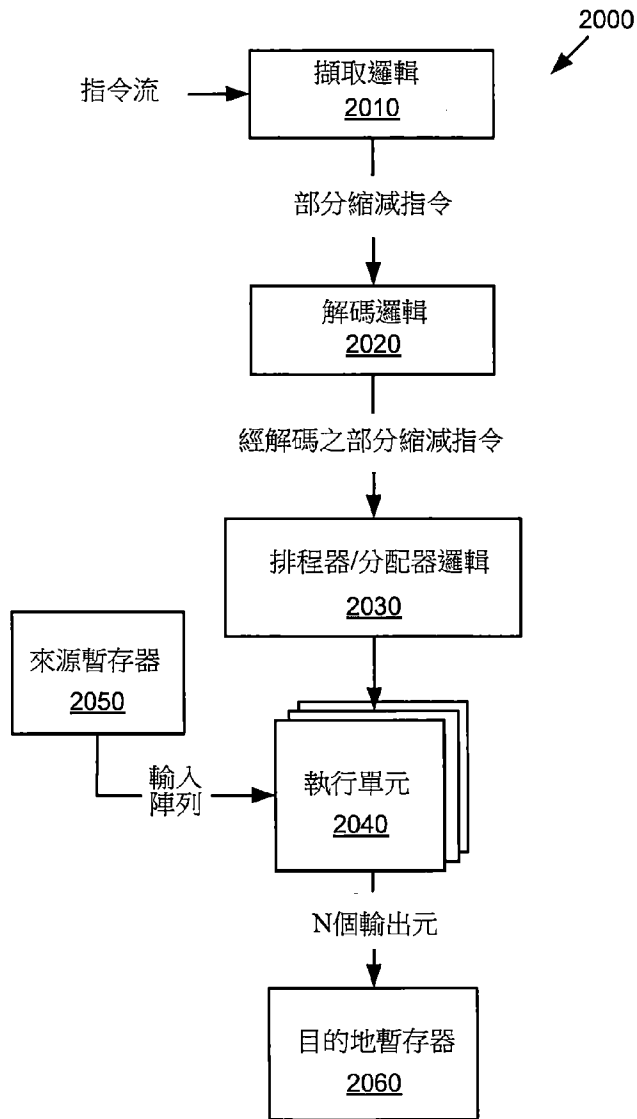 2000
指令流
擷取邏輯
2010
部分縮減指令
解碼邏輯
2020
經解碼之部分縮減指令
排程器/分配器邏輯
2030
來源暫存器
2050
輸入
陣列
執行單元
2040
N個輸出元
目的地暫存器
2060